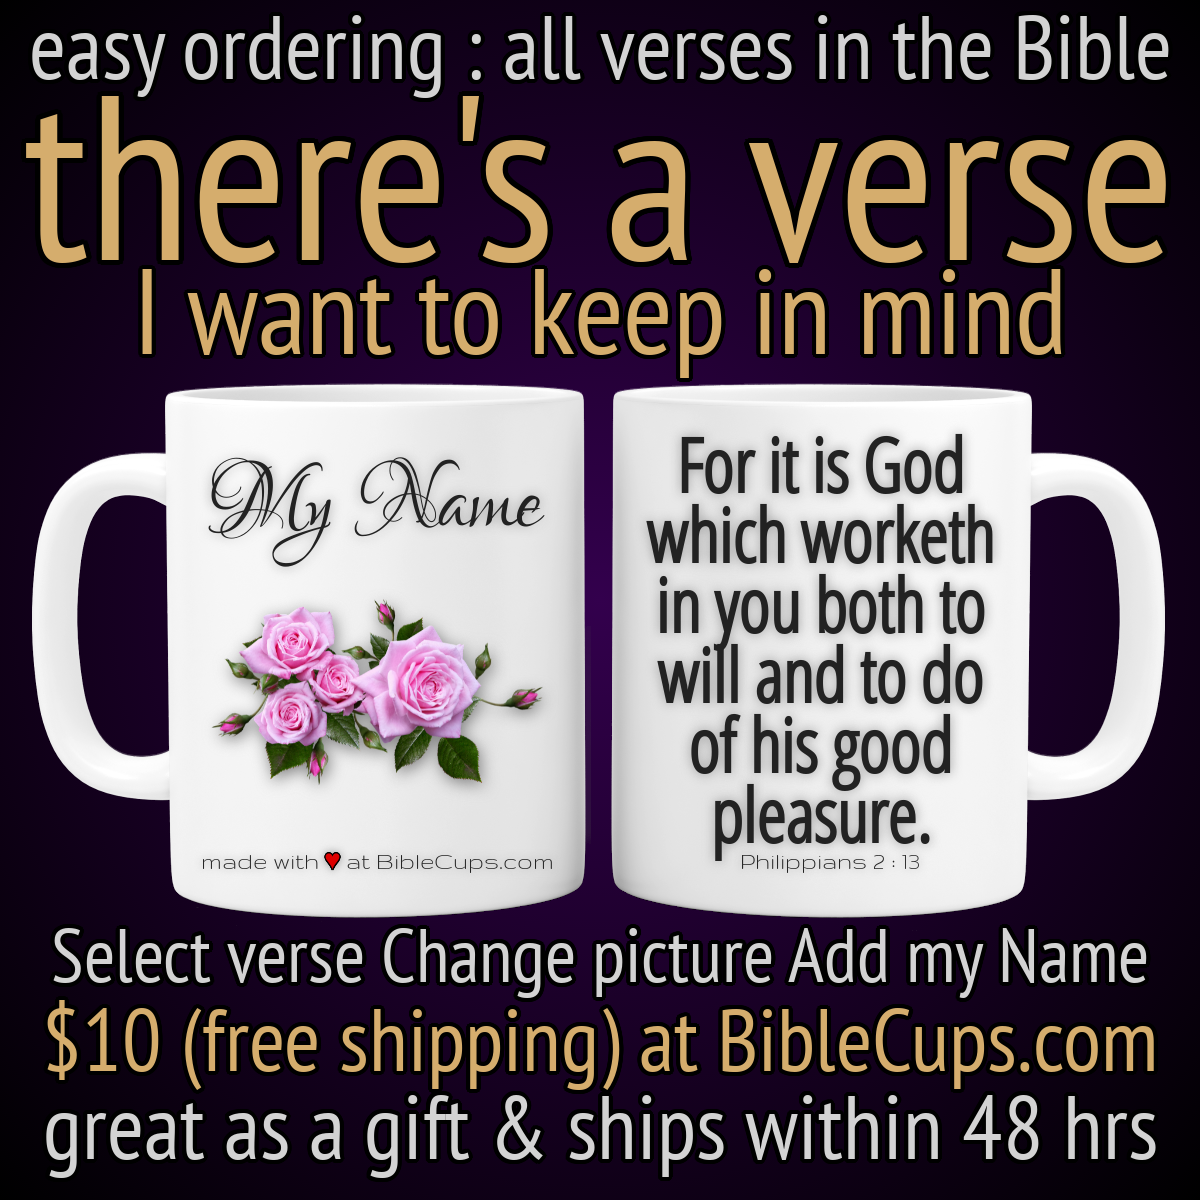 easy ordering : all verses in the Bible
there's a verse
I want to keep in mind
My Name
made with ♥ at BibleCups.com
For it is God
which worketh
in you both to
will and to do
of his good
pleasure.
Philippians 2 : 13
Select verse Change picture Add my Name
$10 (free shipping) at BibleCups.com
great as a gift & ships within 48 hrs